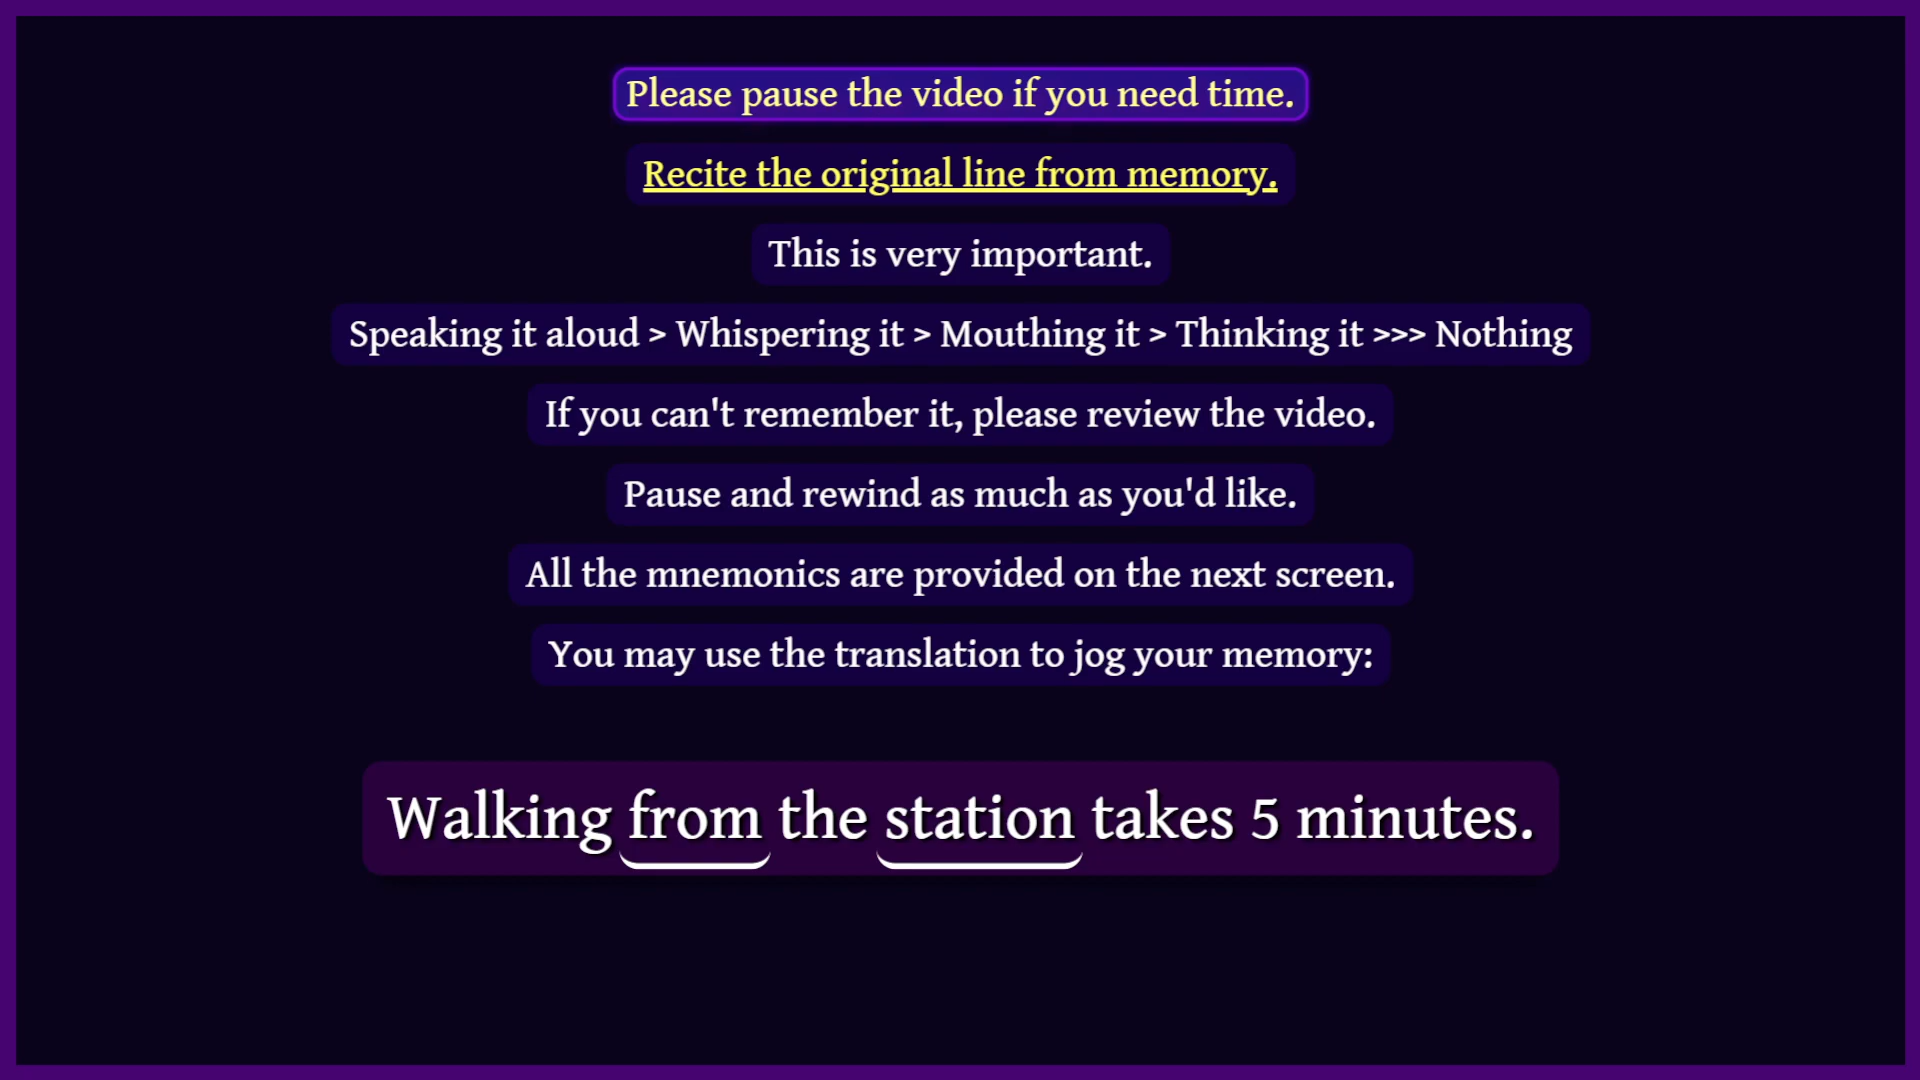 Please pause the video if you need time.
Recite the original line from memory.
This is very important.
Speaking it aloud > Whispering it > Mouthing it > Thinking it >>> Nothing
If you can't remember it, please review the video.
Pause and rewind as much as you'd like.
All the mnemonics are provided on the next screen.
You may use the translation to jog your memory:
Walking from the station takes 5 minutes.